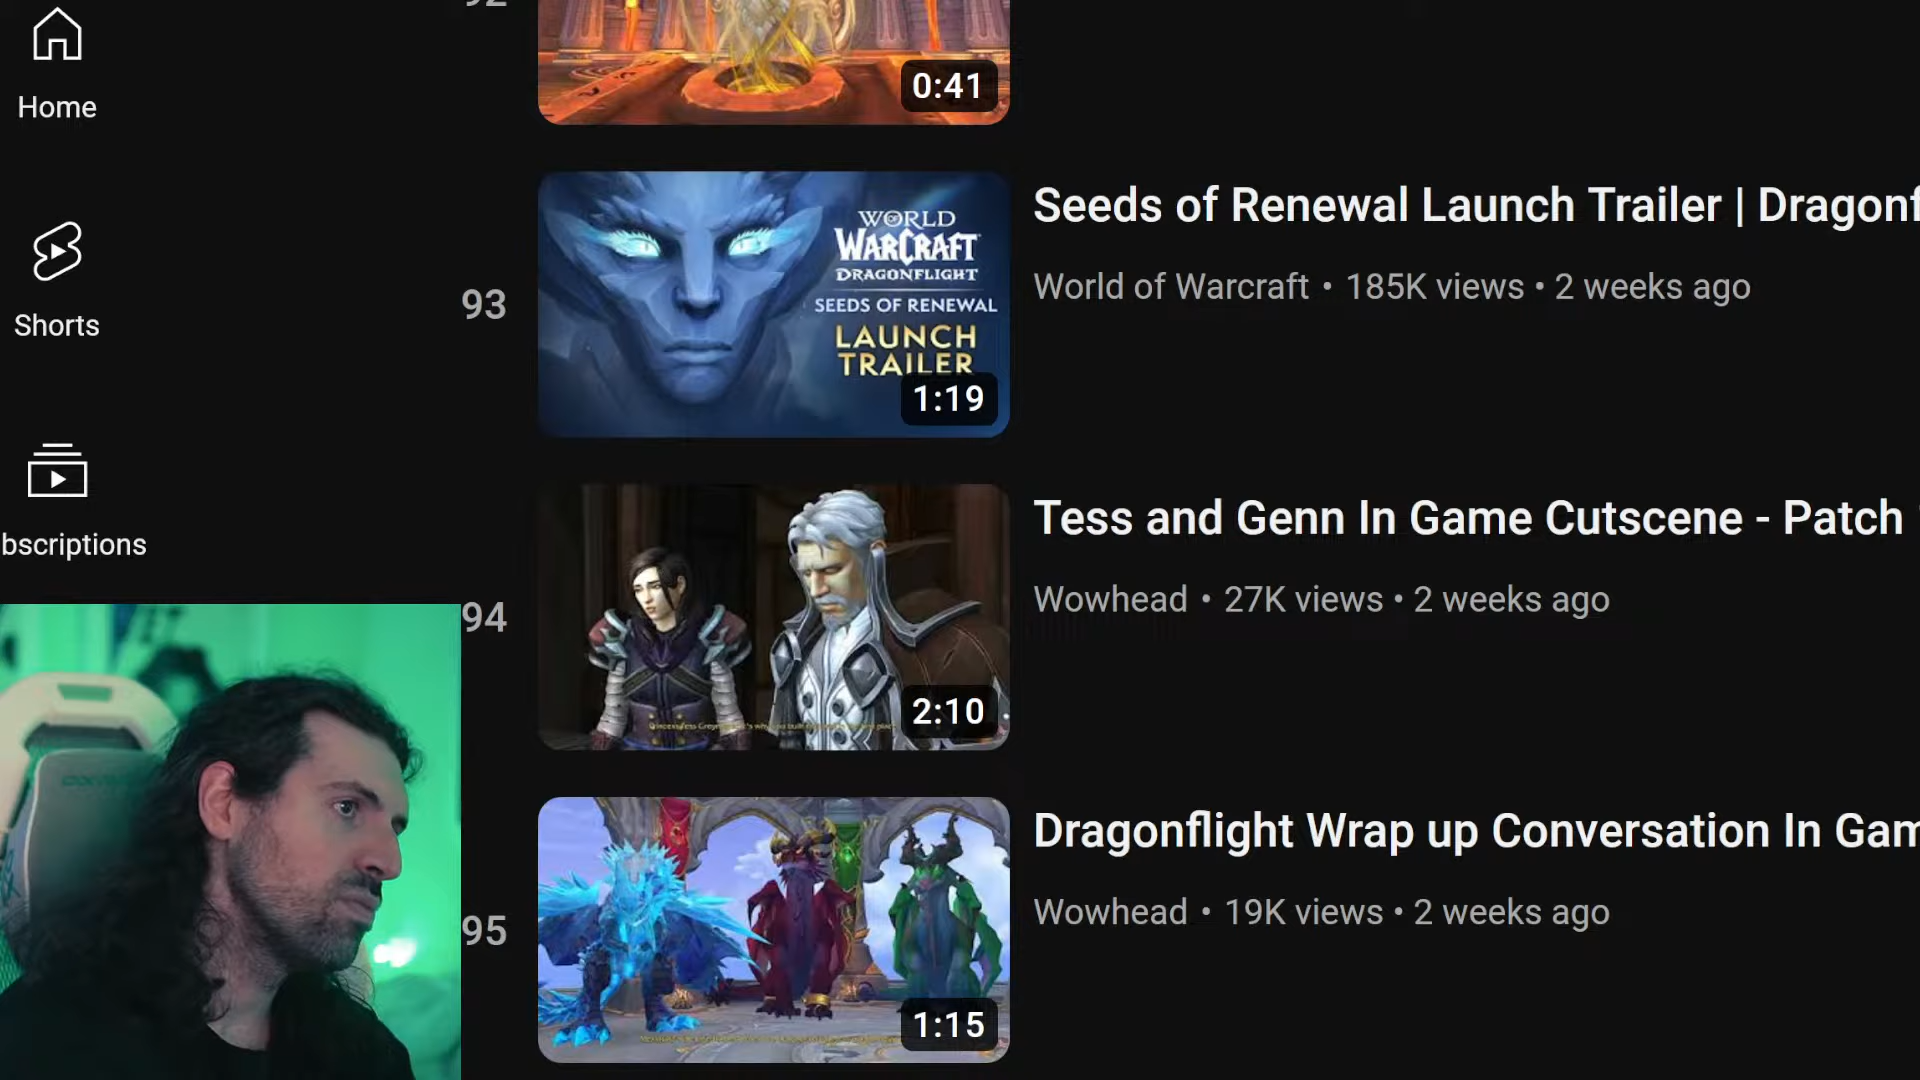 92
Home
0:41
Shorts
93
WORLD
OF
WARCRAFT
DRAGONFLIGHT
SEEDS OF RENEWAL
LAUNCH
TRAILER
1:19
Seeds of Renewal Launch Trailer | Dragonf
World of Warcraft • 185K views • 2 weeks ago
bscriptions
94
2:10
Tess and Genn In Game Cutscene - Patch
Wowhead • 27K views • 2 weeks ago
95
1:15
Dragonflight Wrap up Conversation In Gam
Wowhead • 19K views • 2 weeks ago